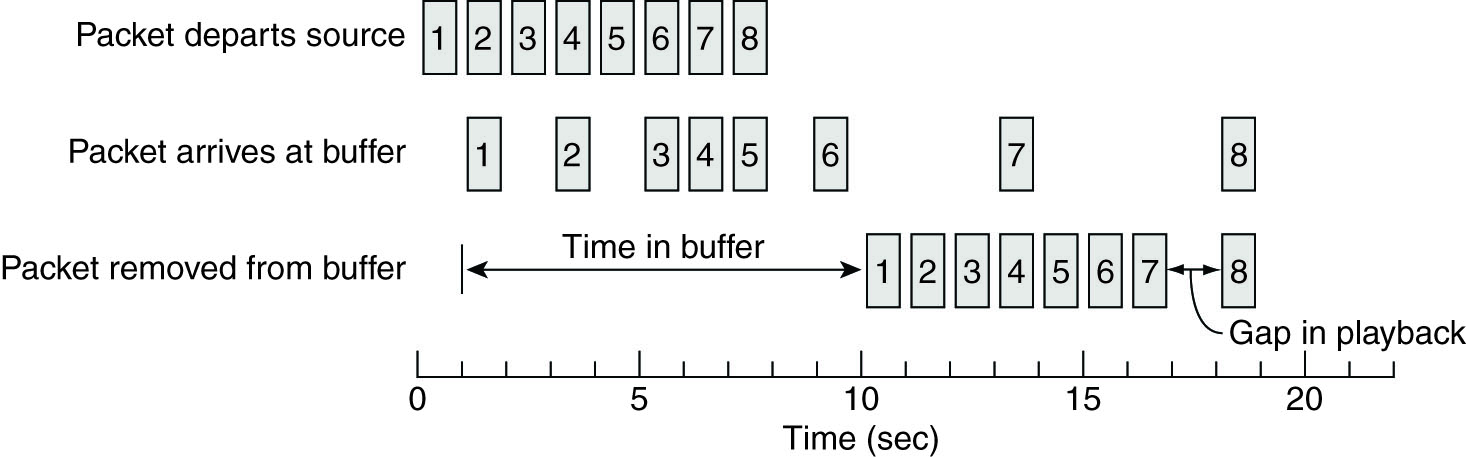 Packet departs source 1 2 3 4 5 6 7 8
Packet arrives at buffer 1 2 3 4 5 6 7 8
Time in buffer
Packet removed from buffer 1 2 3 4 5 6 7 8
Gap in playback
0 5 10 15 20
Time (sec)